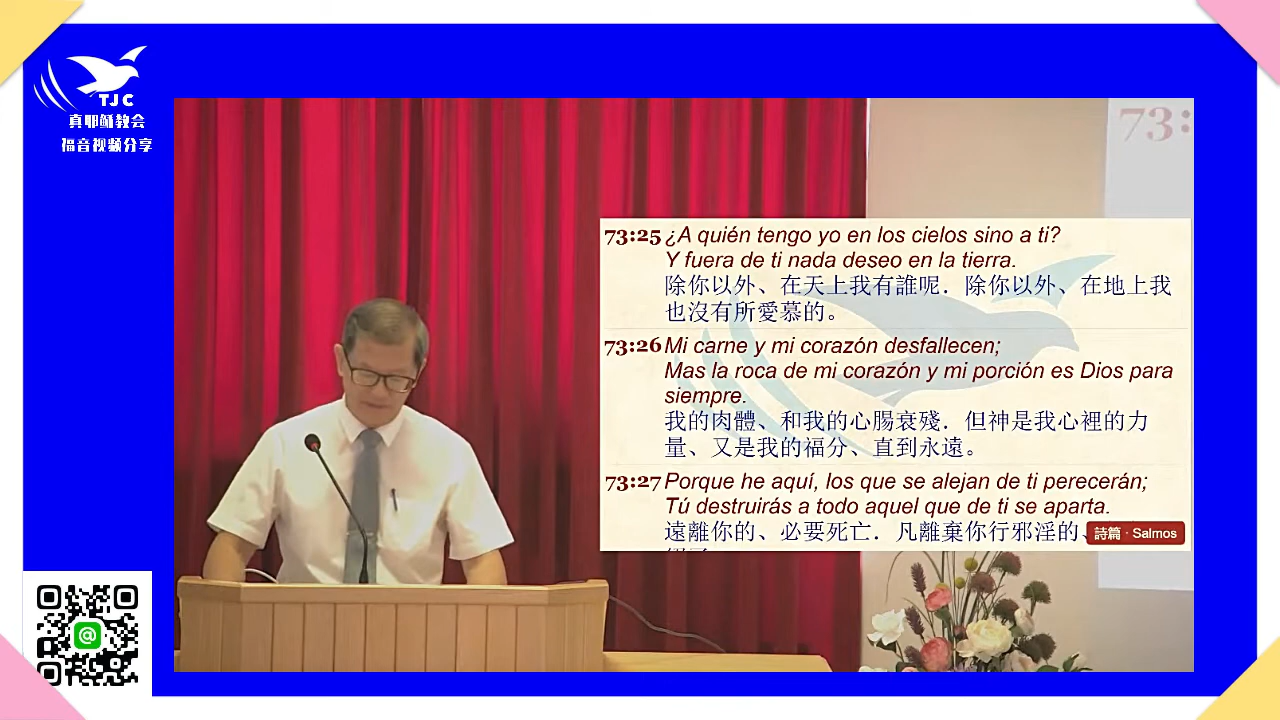 TJC
真耶稣教会
福音视频分享
73:
73:25 ¿A quién tengo yo en los cielos sino a ti?
Y fuera de ti nada deseo en la tierra.
除你以外、在天上我有誰呢．除你以外、在地上我
也沒有所愛慕的。
73:26 Mi carne y mi corazón desfallecen;
Mas la roca de mi corazón y mi porción es Dios para
siempre.
我的肉體、和我的心腸衰殘．但神是我心裡的力
量、又是我的福分、直到永遠。
73:27 Porque he aquí, los que se alejan de ti perecerán;
Tú destruirás a todo aquel que de ti se aparta.
遠離你的、必要死亡．凡離棄你行邪淫的、
詩篇 · Salmos